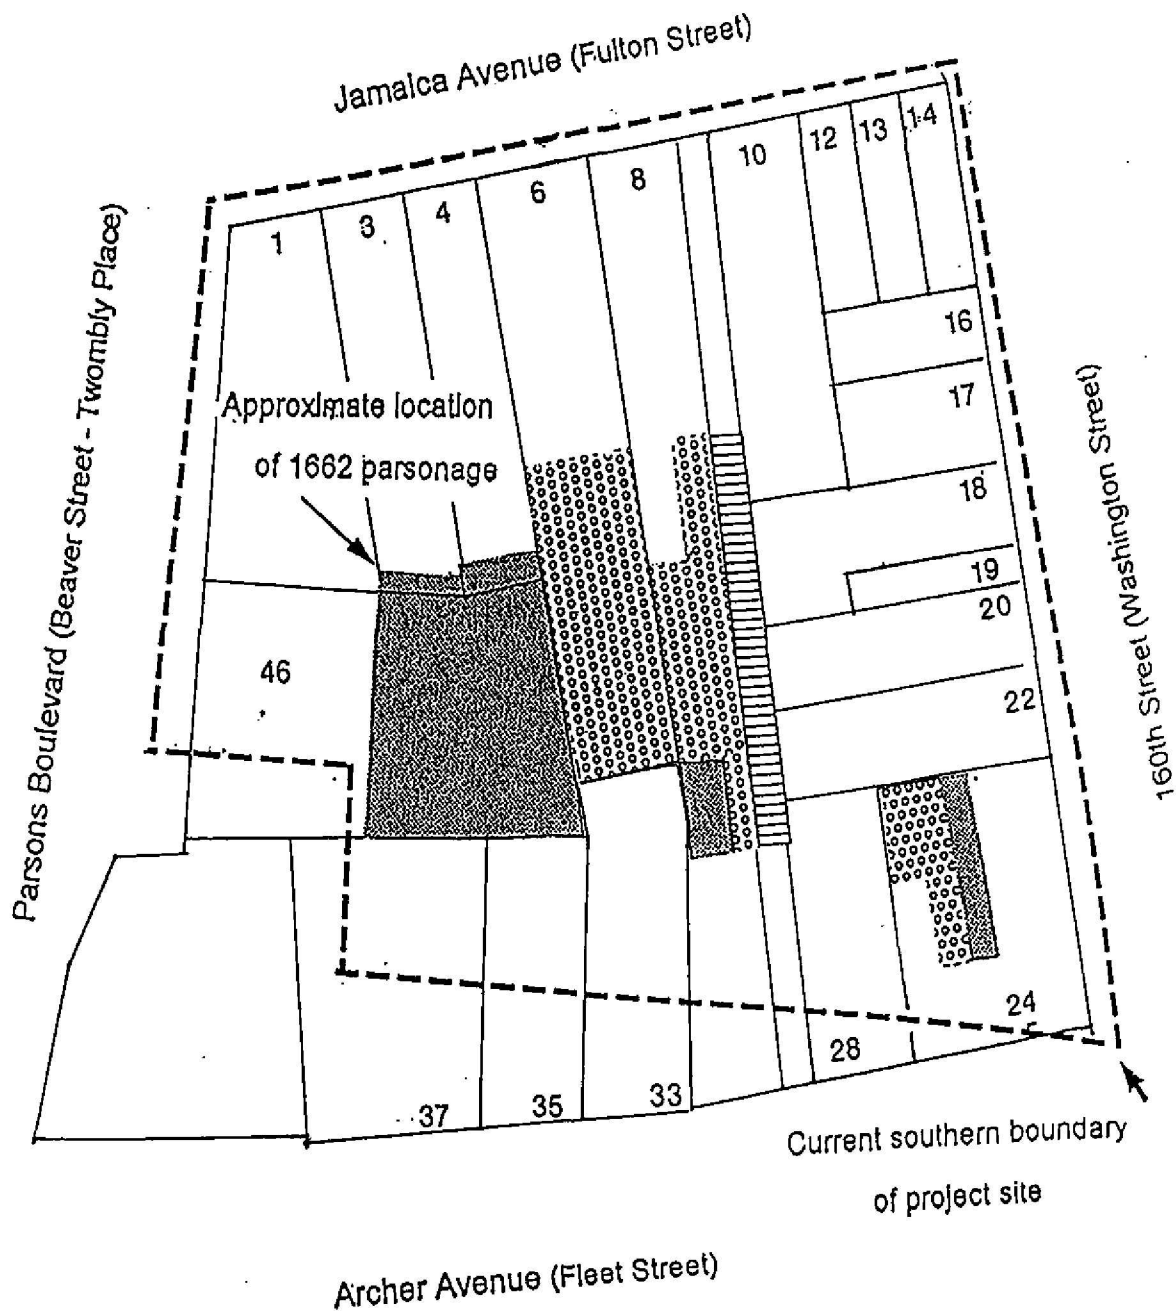 Jamaica Avenue (Fulton Street)
1
3
4
6
8
10
12
13
14
Parsons Boulevard (Beaver Street - Twombly Place)
Approximate location
of 1662 parsonage
16
17
18
19
20
22
160th Street (Washington Street)
46
24
28
33
35
37
Current southern boundary
of project site
Archer Avenue (Fleet Street)